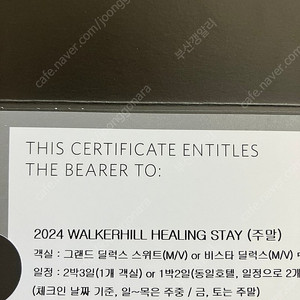 부산갱얼리
cafe.naver.com/joonggonara
THIS CERTIFICATE ENTITLES
THE BEARER TO:
2024 WALKERHILL HEALING STAY (주말)
객실 : 그랜드 딜럭스 스위트(M/V) or 비스타 딜럭스(M/V)
일정 : 2박3일(1개 객실) or 1박2일(동일호텔, 일정으로 2개
(체크인 날짜 기준, 일~목은 주중 / 금, 토는 주말)